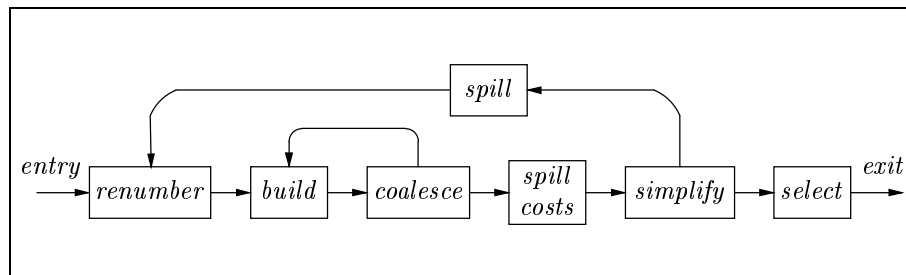 spill
entry
renumber
build
coalesce
spill
costs
simplify
select
exit